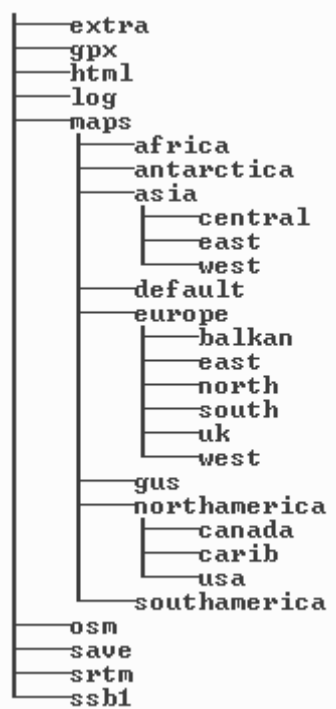 extra
gpx
html
log
maps
africa
antarctica
asia
central
east
west
default
europe
balkan
east
north
south
uk
west
gus
northamerica
canada
carib
usa
southamerica
osm
save
srtm
ssb1